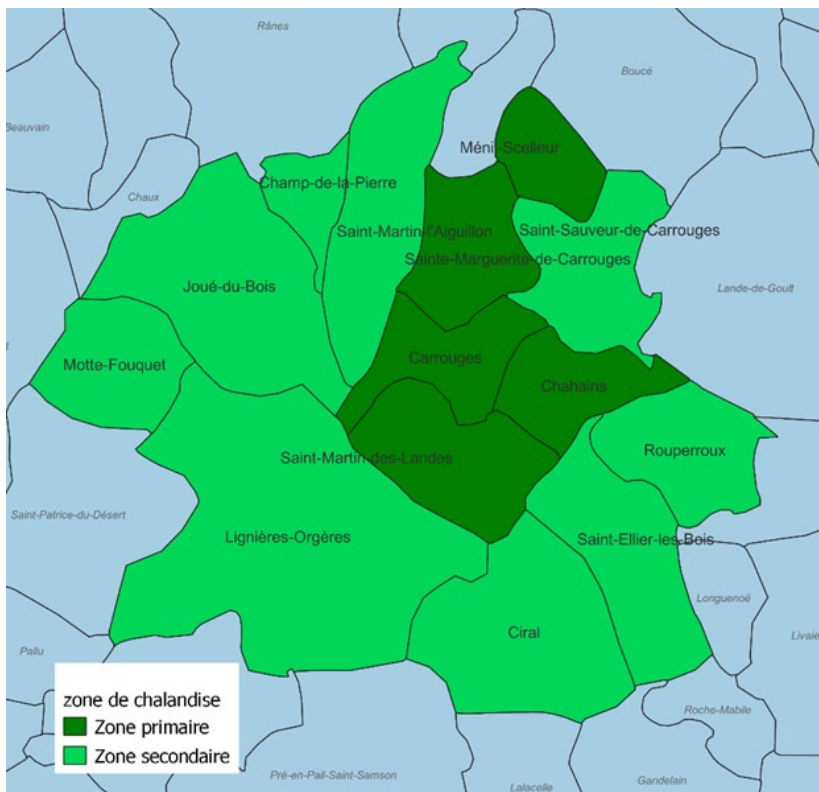 Rânes
Boucé
Beauvain
Ménil-Scelleur
Champ-de-la-Pierre
Chaux
Saint-Martin-l'Aiguillon
Saint-Sauveur-de-Carrouges
Sainte-Marguerite-de-Carrouges
Joué-du-Bois
Lande-de-Goult
Carrouges
Motte-Fouquet
Chahains
Rouperroux
Saint-Martin-des-Landes
Saint-Patrice-du-Désert
Lignières-Orgères
Saint-Ellier-les-Bois
Longuenoé
Ciral
Livaie
Pallu
zone de chalandise
Zone primaire
Zone secondaire
Roche-Mabile
Pré-en-Pail-Saint-Samson
Gandelain
Lalacelle